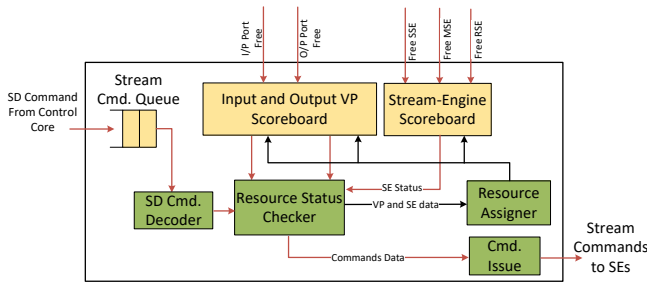 I/P Port
Free
O/P Port
Free
Free SSE
Free MSE
Free RSE
Stream
Cmd. Queue
SD Command
From Control
Core
Input and Output VP
Scoreboard
Stream-Engine
Scoreboard
SD Cmd.
Decoder
Resource Status
Checker
SE Status
VP and SE data
Resource
Assigner
Commands Data
Cmd.
Issue
Stream
Commands
to SEs